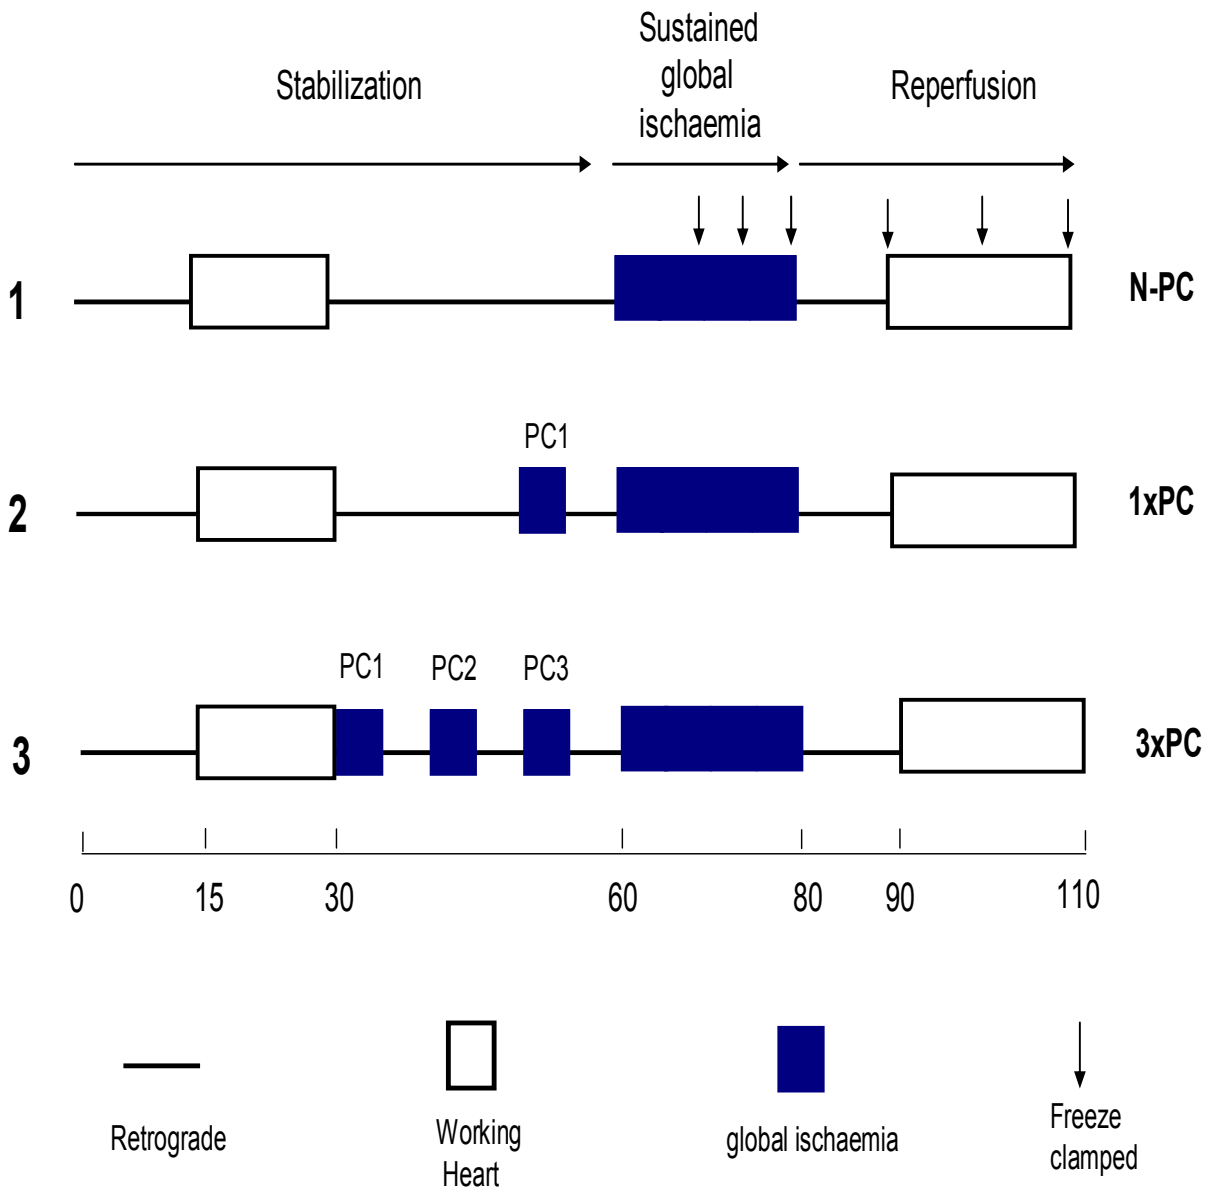 Sustained
global
ischaemia
Stabilization
Reperfusion
1
N-PC
PC1
2
1xPC
PC1 PC2 PC3
3
3xPC
0 15 30 60 80 90 110
Retrograde
Working
Heart
global ischaemia
Freeze
clamped